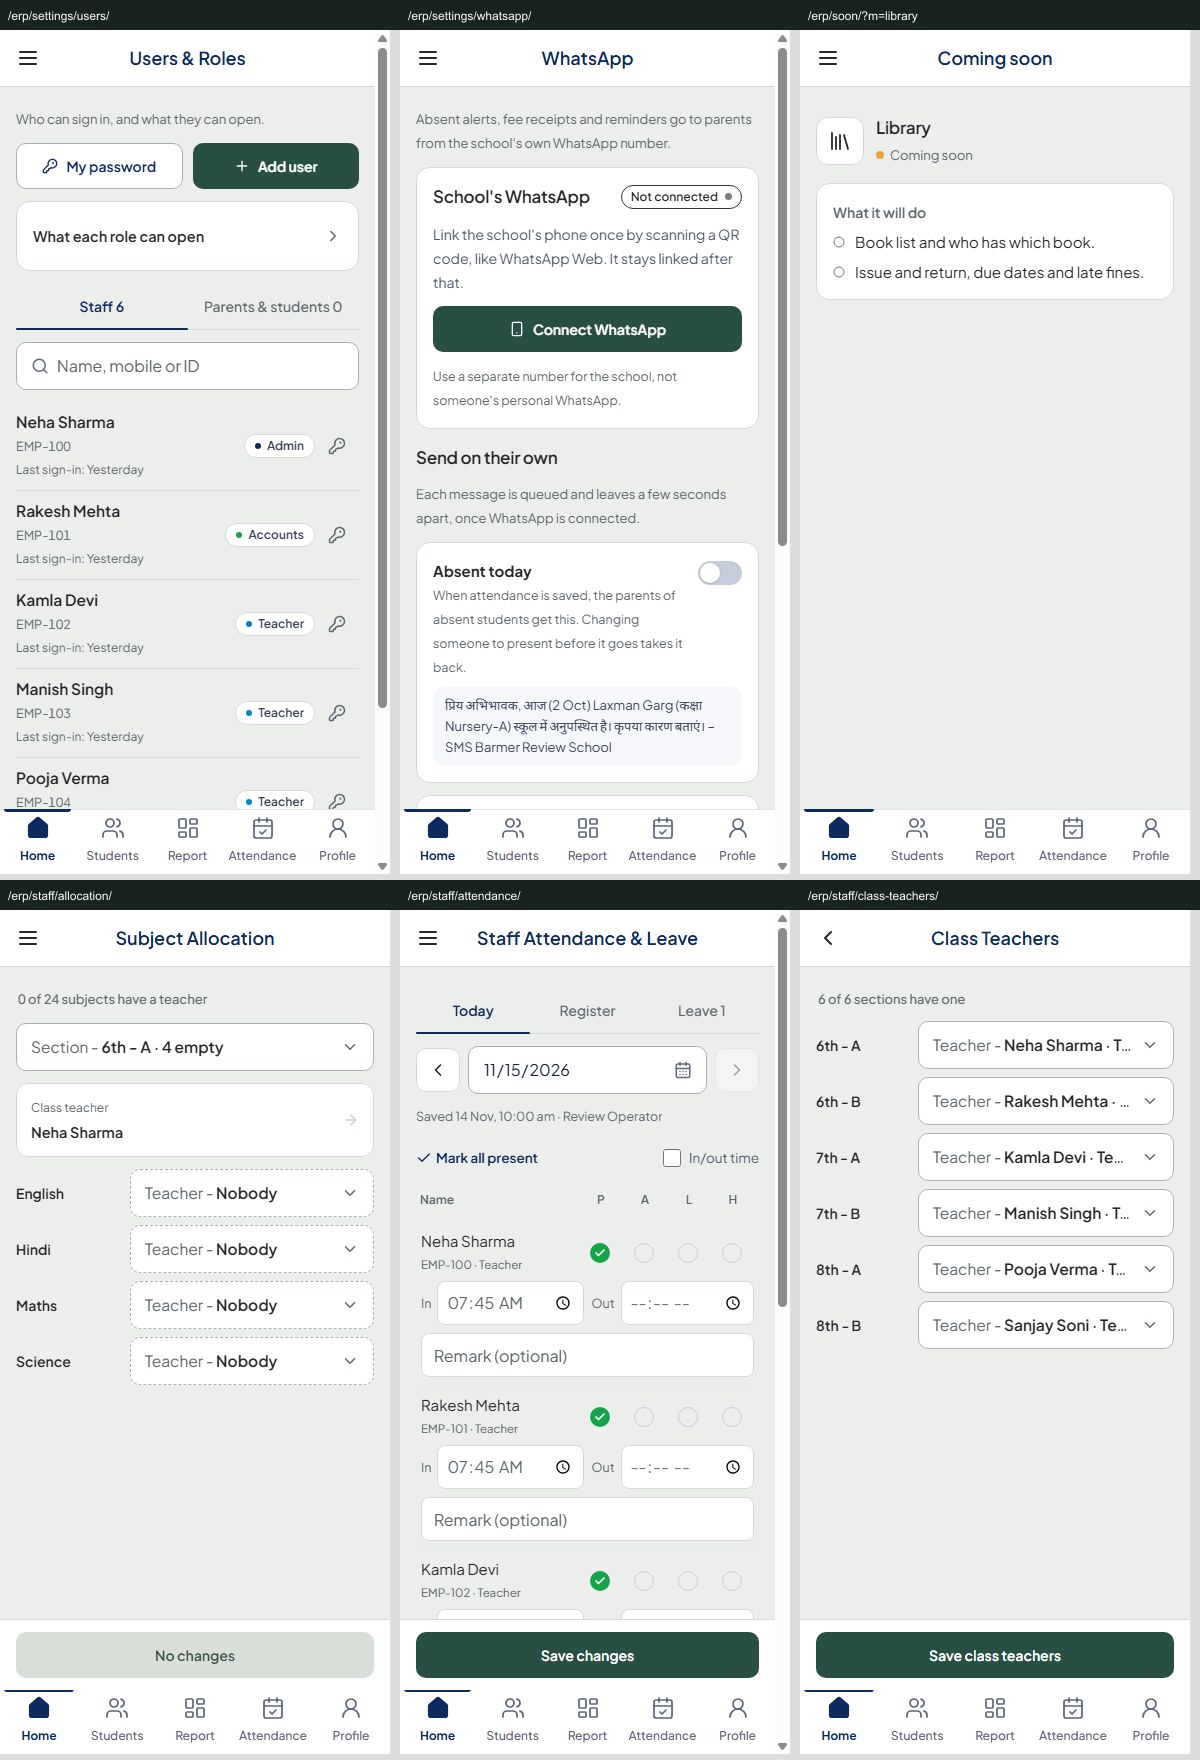 /erp/settings/users/
Users & Roles
Who can sign in, and what they can open.
My password
Add user
What each role can open
Staff 6
Parents & students 0
Name, mobile or ID
Neha Sharma
EMP-100
Admin
Last sign-in: Yesterday
Rakesh Mehta
EMP-101
Accounts
Last sign-in: Yesterday
Kamla Devi
EMP-102
Teacher
Last sign-in: Yesterday
Manish Singh
EMP-103
Teacher
Last sign-in: Yesterday
Pooja Verma
EMP-104
Teacher
Home
Students
Report
Attendance
Profile
/erp/settings/whatsapp/
WhatsApp
Absent alerts, fee receipts and reminders go to parents
from the school's own WhatsApp number.
School's WhatsApp
Not connected
Link the school's phone once by scanning a QR
code, like WhatsApp Web. It stays linked after
that.
Connect WhatsApp
Use a separate number for the school, not
someone's personal WhatsApp.
Send on their own
Each message is queued and leaves a few seconds
apart, once WhatsApp is connected.
Absent today
When attendance is saved, the parents of
absent students get this. Changing
someone to present before it goes takes it
back.
प्रिय अभिभावक, आज (2 Oct) Laxman Garg (कक्षा
Nursery-A) स्कूल में अनुपस्थित है। कृपया कारण बताएं। –
SMS Barmer Review School
Home
Students
Report
Attendance
Profile
/erp/soon/?m=library
Coming soon
Library
Coming soon
What it will do
Book list and who has which book.
Issue and return, due dates and late fines.
Home
Students
Report
Attendance
Profile
/erp/staff/allocation/
Subject Allocation
0 of 24 subjects have a teacher
Section - 6th - A · 4 empty
Class teacher
Neha Sharma
English
Teacher - Nobody
Hindi
Teacher - Nobody
Maths
Teacher - Nobody
Science
Teacher - Nobody
No changes
Home
Students
Report
Attendance
Profile
/erp/staff/attendance/
Staff Attendance & Leave
Today
Register
Leave 1
11/15/2026
Saved 14 Nov, 10:00 am · Review Operator
Mark all present
In/out time
Name P A L H
Neha Sharma
EMP-100 · Teacher
In 07:45 AM Out --:-- --
Remark (optional)
Rakesh Mehta
EMP-101 · Teacher
In 07:45 AM Out --:-- --
Remark (optional)
Kamla Devi
EMP-102 · Teacher
Save changes
Home
Students
Report
Attendance
Profile
/erp/staff/class-teachers/
Class Teachers
6 of 6 sections have one
6th - A
Teacher - Neha Sharma · T...
6th - B
Teacher - Rakesh Mehta · ...
7th - A
Teacher - Kamla Devi · Te...
7th - B
Teacher - Manish Singh · T...
8th - A
Teacher - Pooja Verma · T...
8th - B
Teacher - Sanjay Soni · Te...
Save class teachers
Home
Students
Report
Attendance
Profile